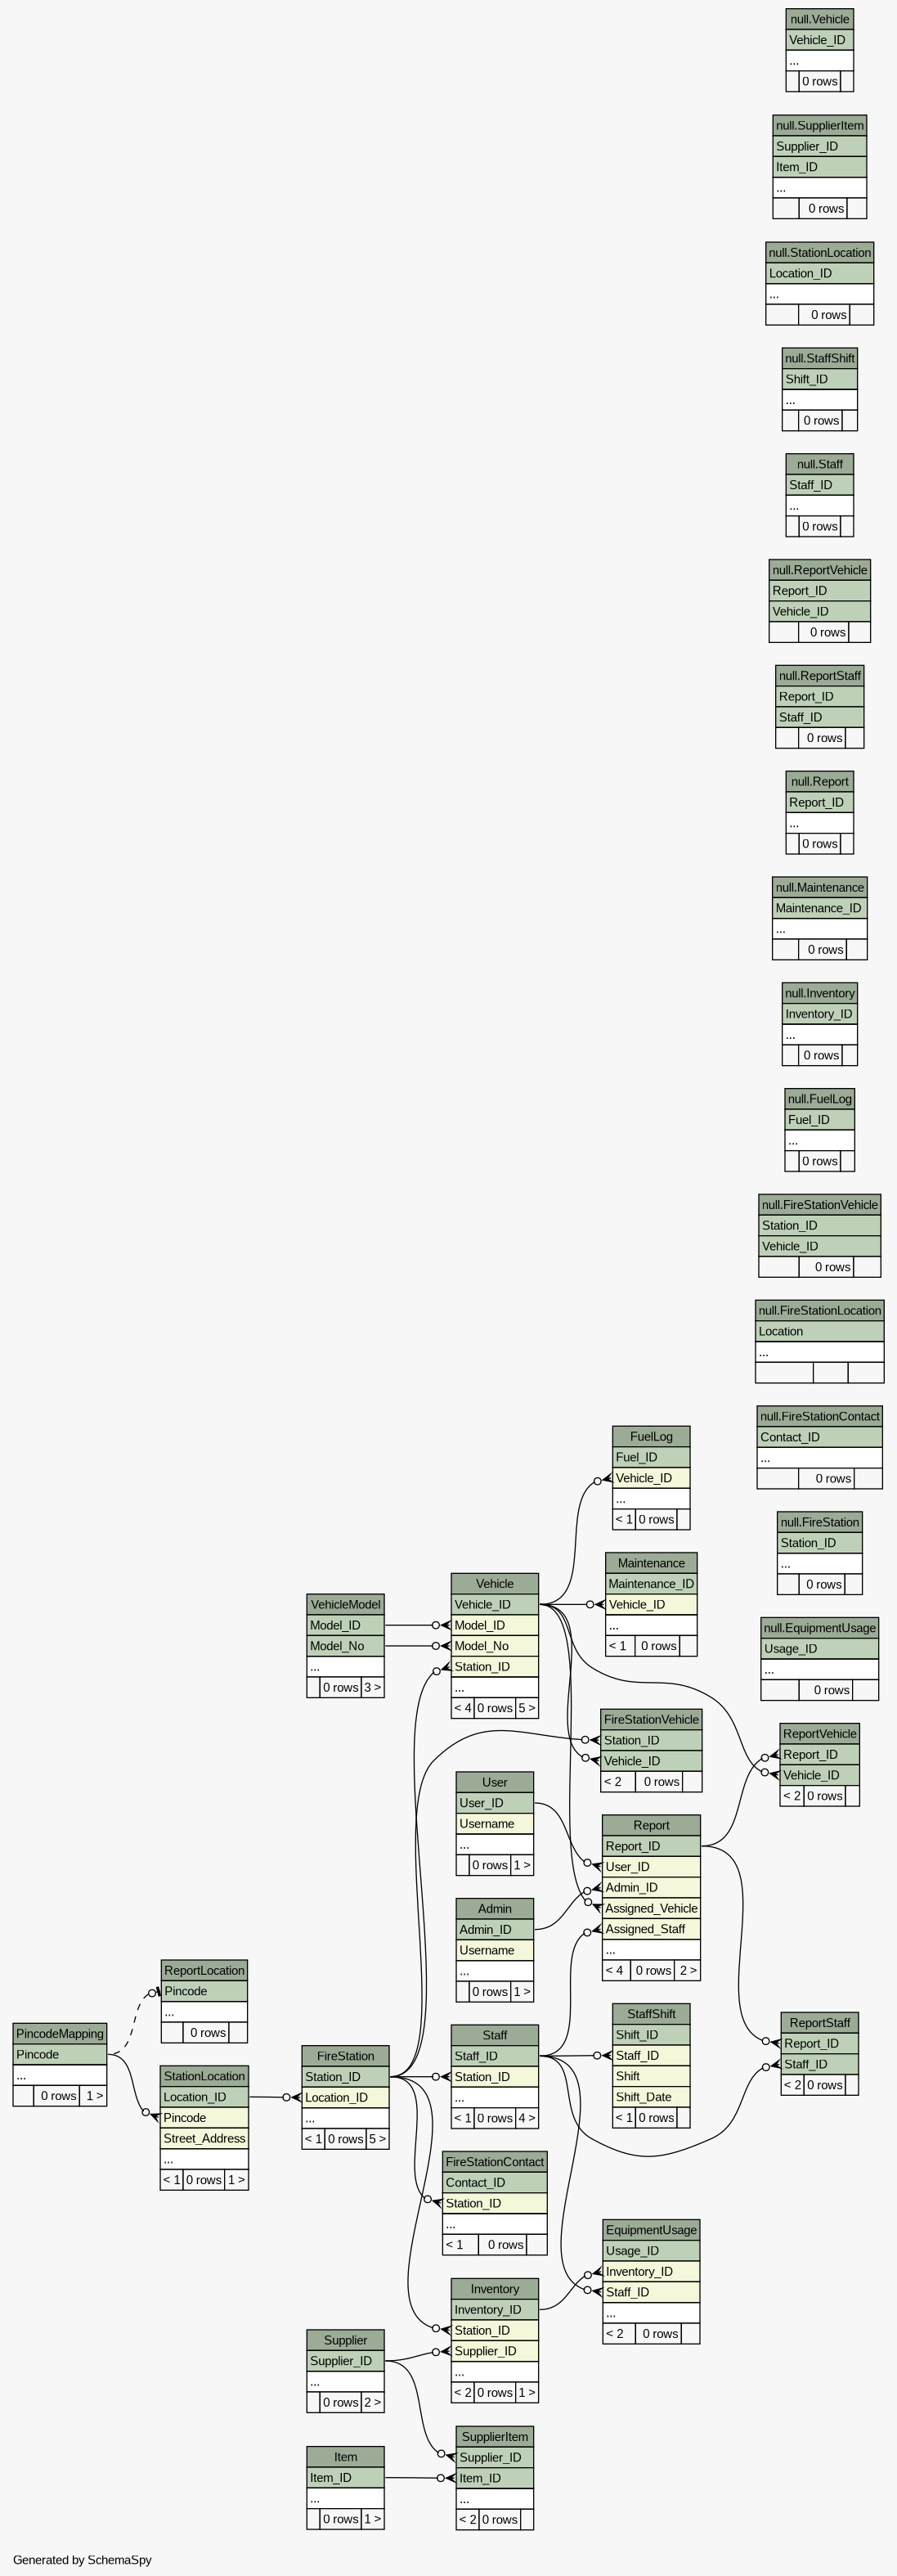 null.Vehicle
Vehicle_ID
...
0 rows
null.SupplierItem
Supplier_ID
Item_ID
...
0 rows
null.StationLocation
Location_ID
...
0 rows
null.StaffShift
Shift_ID
...
0 rows
null.Staff
Staff_ID
...
0 rows
null.ReportVehicle
Report_ID
Vehicle_ID
0 rows
null.ReportStaff
Report_ID
Staff_ID
0 rows
null.Report
Report_ID
...
0 rows
null.Maintenance
Maintenance_ID
...
0 rows
null.Inventory
Inventory_ID
...
0 rows
null.FuelLog
Fuel_ID
...
0 rows
null.FireStationVehicle
Station_ID
Vehicle_ID
0 rows
null.FireStationLocation
Location
...
null.FireStationContact
Contact_ID
...
0 rows
null.FireStation
Station_ID
...
0 rows
null.EquipmentUsage
Usage_ID
...
0 rows
FuelLog
Fuel_ID
Vehicle_ID
...
< 1 0 rows
Maintenance
Maintenance_ID
Vehicle_ID
...
< 1 0 rows
Vehicle
Vehicle_ID
Model_ID
Model_No
Station_ID
...
< 4 0 rows 5 >
VehicleModel
Model_ID
Model_No
...
0 rows 3 >
FireStationVehicle
Station_ID
Vehicle_ID
< 2 0 rows
ReportVehicle
Report_ID
Vehicle_ID
< 2 0 rows
User
User_ID
Username
...
0 rows 1 >
Report
Report_ID
User_ID
Admin_ID
Assigned_Vehicle
Assigned_Staff
...
< 4 0 rows 2 >
Admin
Admin_ID
Username
...
0 rows 1 >
ReportLocation
Pincode
...
0 rows
PincodeMapping
Pincode
...
0 rows 1 >
StationLocation
Location_ID
Pincode
Street_Address
...
< 1 0 rows 1 >
FireStation
Station_ID
Location_ID
...
< 1 0 rows 5 >
Staff
Staff_ID
Station_ID
...
< 1 0 rows 4 >
StaffShift
Shift_ID
Staff_ID
Shift
Shift_Date
< 1 0 rows
ReportStaff
Report_ID
Staff_ID
< 2 0 rows
FireStationContact
Contact_ID
Station_ID
...
< 1 0 rows
EquipmentUsage
Usage_ID
Inventory_ID
Staff_ID
...
< 2 0 rows
Inventory
Inventory_ID
Station_ID
Supplier_ID
...
< 2 0 rows 1 >
Supplier
Supplier_ID
...
0 rows 2 >
SupplierItem
Supplier_ID
Item_ID
...
< 2 0 rows
Item
Item_ID
...
0 rows 1 >
Generated by SchemaSpy